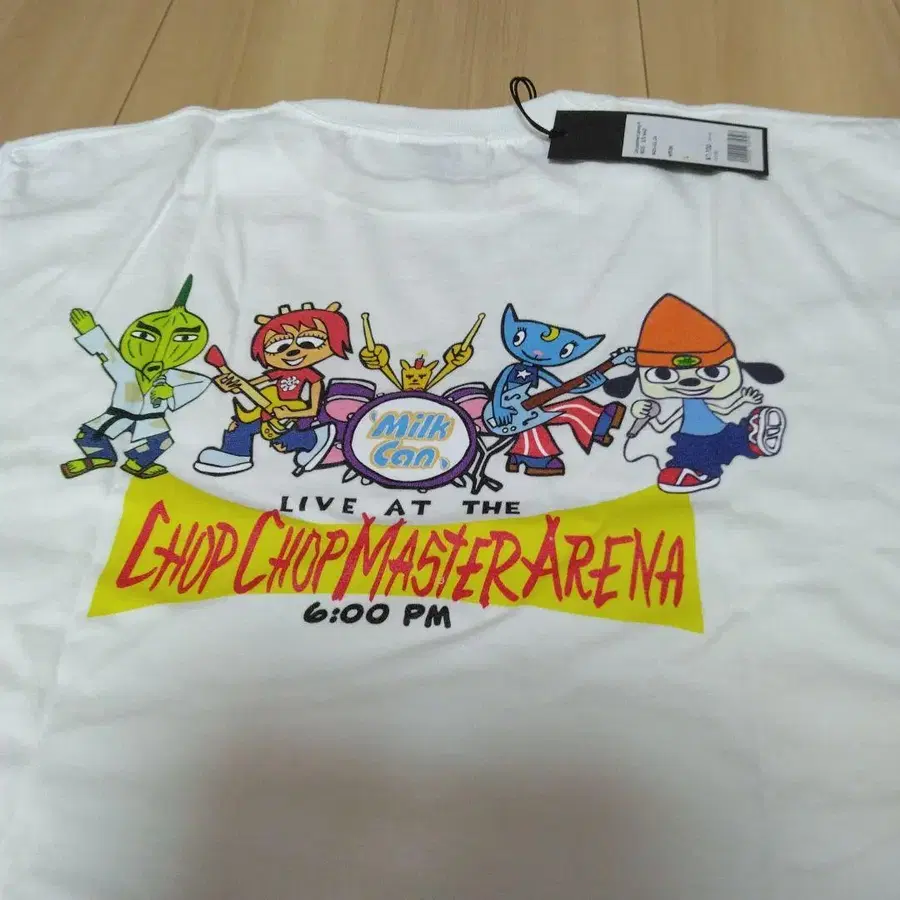 Milk
Can
LIVE AT THE
CHOP CHOP MASTER ARENA
6:00 PM